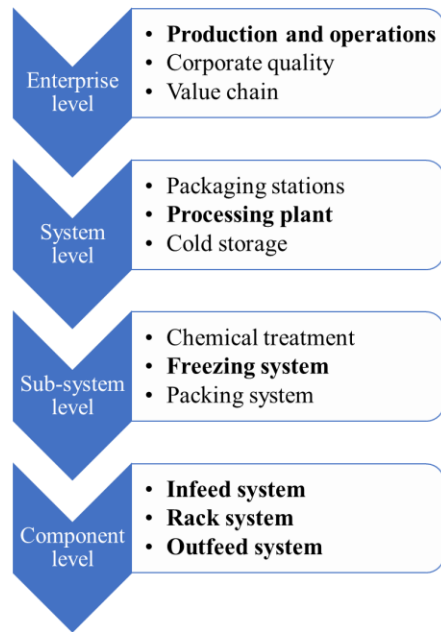 Enterprise
level
• Production and operations
• Corporate quality
• Value chain
System
level
• Packaging stations
• Processing plant
• Cold storage
Sub-system
level
• Chemical treatment
• Freezing system
• Packing system
Component
level
• Infeed system
• Rack system
• Outfeed system